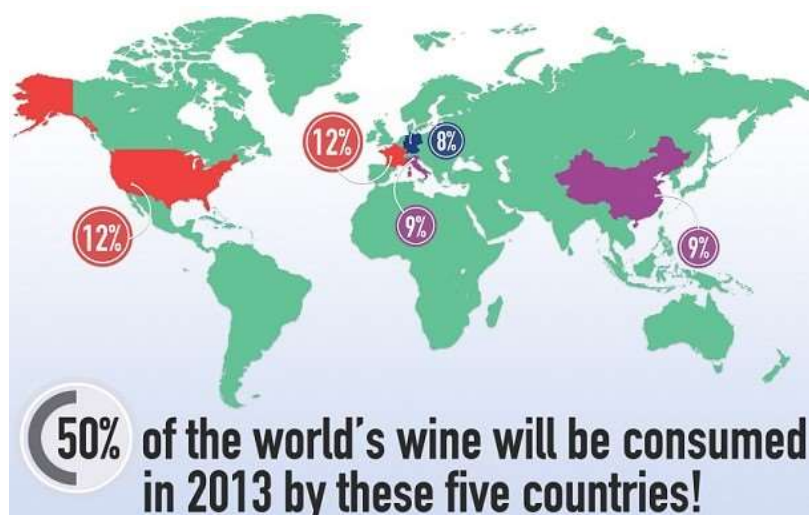 12%
8%
12%
9%
9%
50% of the world's wine will be consumed
in 2013 by these five countries!